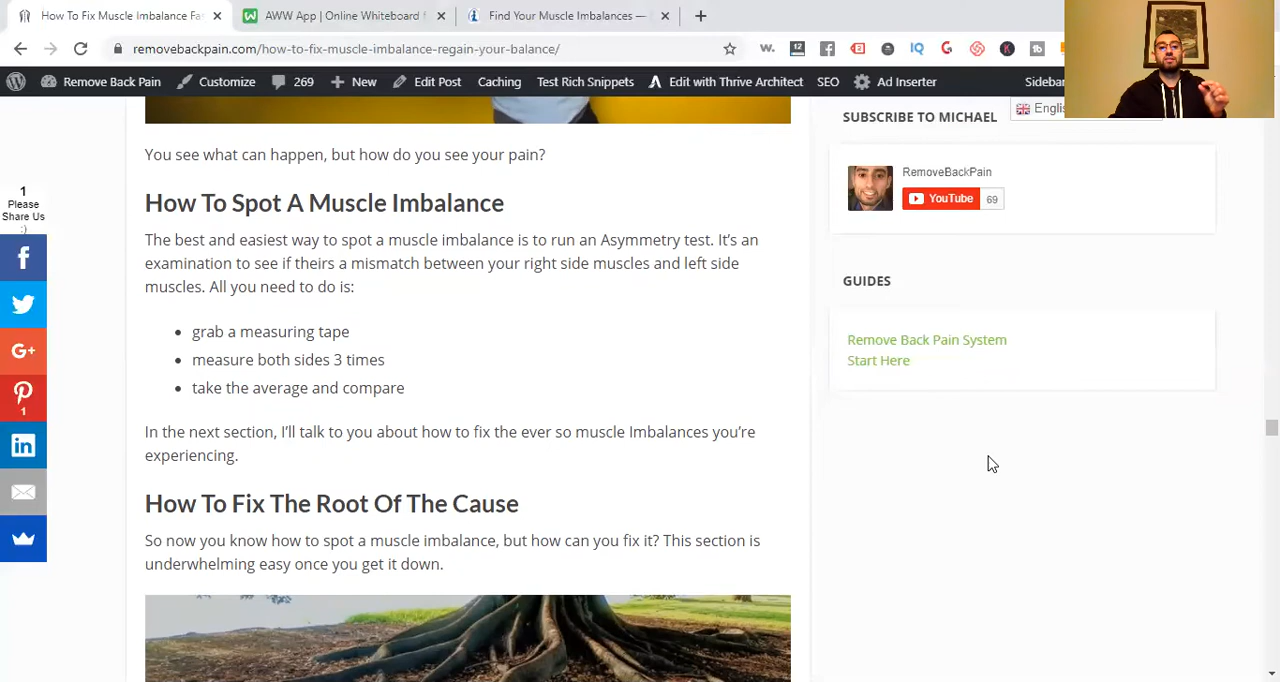 How To Fix Muscle Imbalance Fas
AWW App | Online Whiteboard f
Find Your Muscle Imbalances —
removebackpain.com/how-to-fix-muscle-imbalance-regain-your-balance/
Remove Back Pain
Customize
269
New
Edit Post
Caching
Test Rich Snippets
Edit with Thrive Architect
SEO
Ad Inserter
Sidebar
SUBSCRIBE TO MICHAEL
Englis
You see what can happen, but how do you see your pain?
1
Please
Share Us
:)
RemoveBackPain
YouTube 69
How To Spot A Muscle Imbalance
The best and easiest way to spot a muscle imbalance is to run an Asymmetry test. It's an
examination to see if theirs a mismatch between your right side muscles and left side
muscles. All you need to do is:
GUIDES
• grab a measuring tape
• measure both sides 3 times
• take the average and compare
Remove Back Pain System
Start Here
1
In the next section, I'll talk to you about how to fix the ever so muscle Imbalances you're
experiencing.
How To Fix The Root Of The Cause
So now you know how to spot a muscle imbalance, but how can you fix it? This section is
underwhelming easy once you get it down.